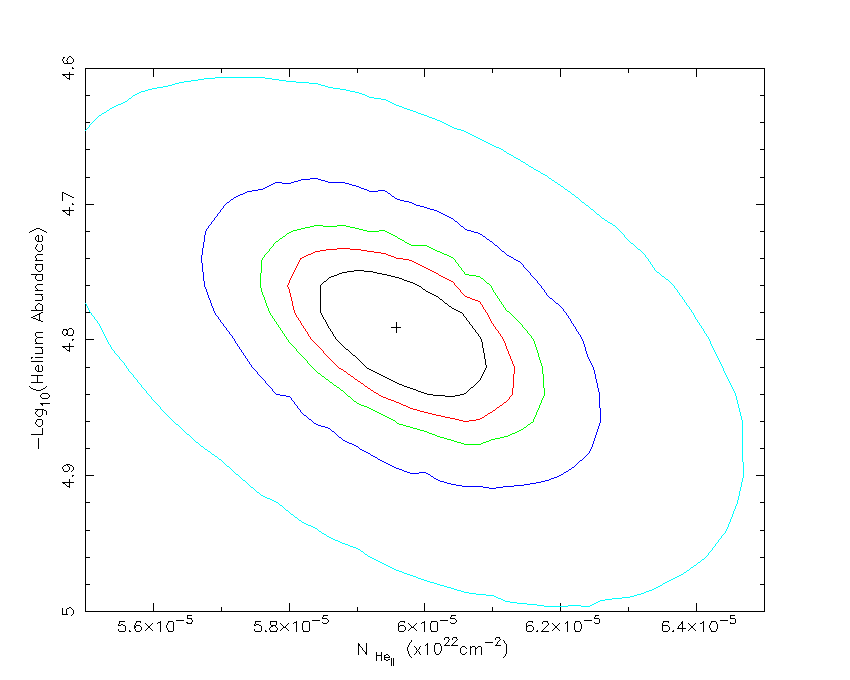 4.6
4.7
4.8
4.9
5
−Log₁₀(Helium Abundance)
5.6×10⁻⁵ 5.8×10⁻⁵ 6×10⁻⁵ 6.2×10⁻⁵ 6.4×10⁻⁵
N HeII (x10²²cm⁻²)